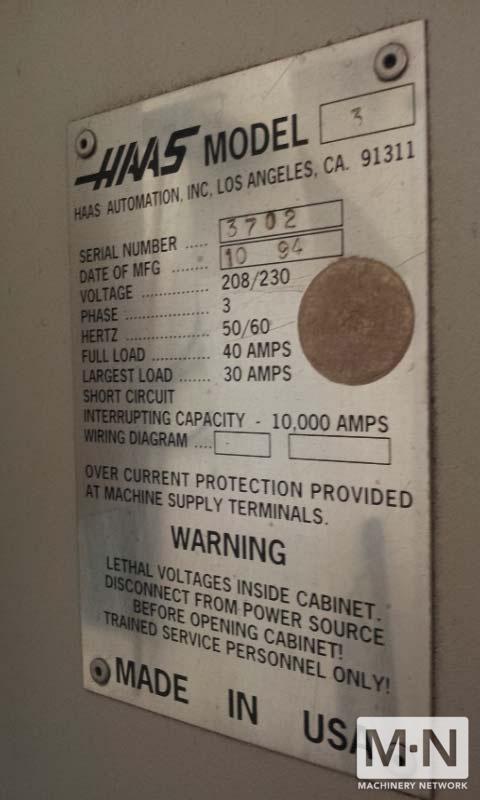 HAAS MODEL 3
HAAS AUTOMATION, INC, LOS ANGELES, CA. 91311
SERIAL NUMBER ..... 3702
DATE OF MFG ........ 10 94
VOLTAGE ............... 208/230
PHASE .................. 3
HERTZ .................. 50/60
FULL LOAD ............ 40 AMPS
LARGEST LOAD ...... 30 AMPS
SHORT CIRCUIT
INTERRUPTING CAPACITY - 10,000 AMPS
WIRING DIAGRAM ....
OVER CURRENT PROTECTION PROVIDED
AT MACHINE SUPPLY TERMINALS.
WARNING
LETHAL VOLTAGES INSIDE CABINET.
DISCONNECT FROM POWER SOURCE
BEFORE OPENING CABINET!
TRAINED SERVICE PERSONNEL ONLY!
MADE IN USA
M·N
MACHINERY NETWORK